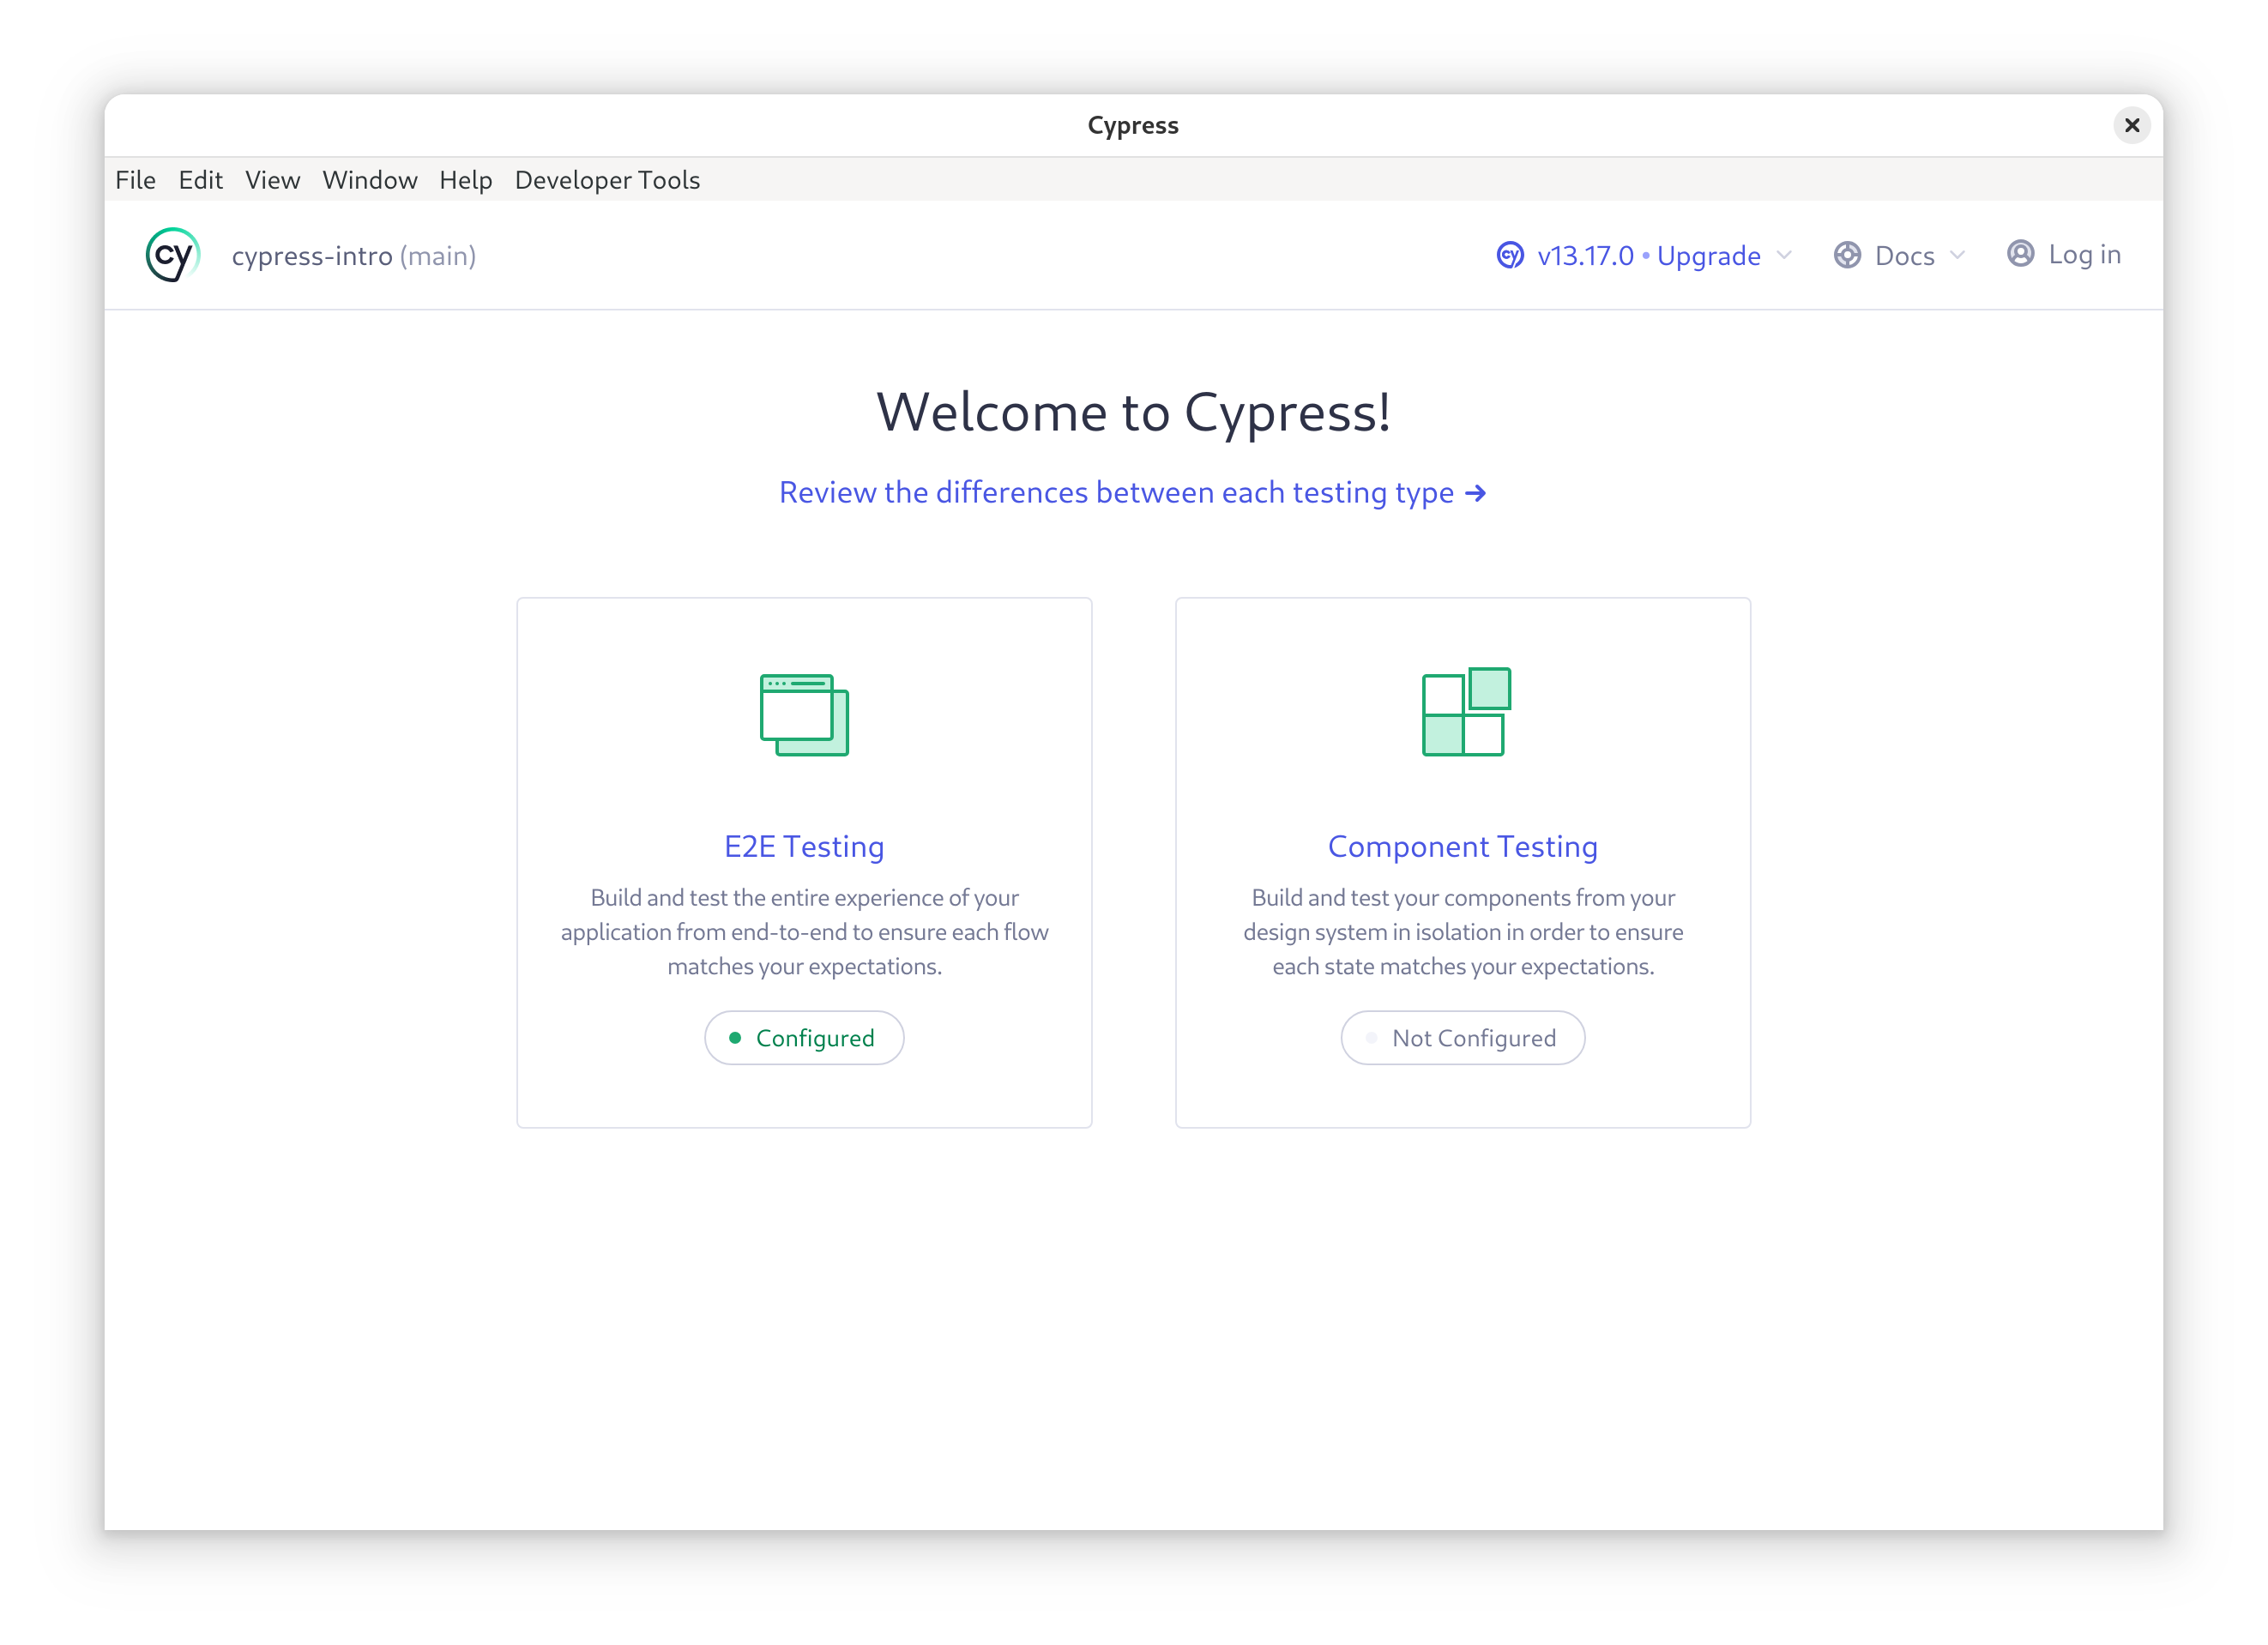 Cypress
File Edit View Window Help Developer Tools
cy cypress-intro (main) cy v13.17.0 • Upgrade Docs Log in
Welcome to Cypress!
Review the differences between each testing type →
E2E Testing
Build and test the entire experience of your
application from end-to-end to ensure each flow
matches your expectations.
Configured
Component Testing
Build and test your components from your
design system in isolation in order to ensure
each state matches your expectations.
Not Configured